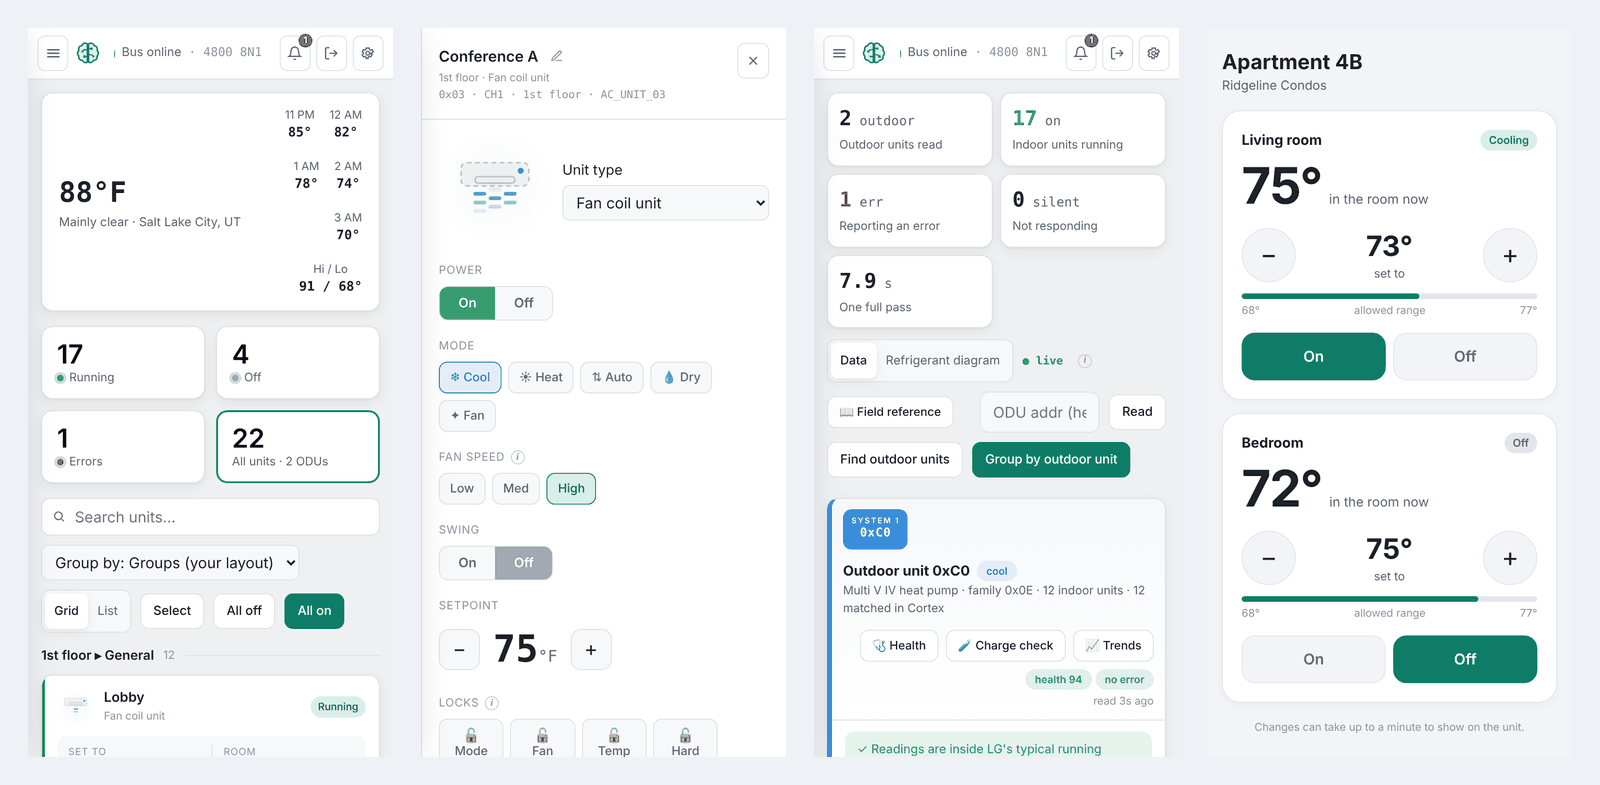 Bus online · 4800 8N1
1
11 PM 12 AM
85° 82°
1 AM 2 AM
78° 74°
88°F
Mainly clear · Salt Lake City, UT
3 AM
70°
Hi / Lo
91 / 68°
17
Running
4
Off
1
Errors
22
All units · 2 ODUs
Search units...
Group by: Groups (your layout)
Grid List Select All off All on
1st floor ▸ General 12
Lobby
Fan coil unit
Running
SET TO ROOM
Conference A
1st floor · Fan coil unit
0x03 · CH1 · 1st floor · AC_UNIT_03
Unit type
Fan coil unit
POWER
On Off
MODE
❄ Cool ☀ Heat ⇅ Auto 💧 Dry
✦ Fan
FAN SPEED
Low Med High
SWING
On Off
SETPOINT
− 75°F +
LOCKS
Mode Fan Temp Hard
Bus online · 4800 8N1
1
2 outdoor
Outdoor units read
17 on
Indoor units running
1 err
Reporting an error
0 silent
Not responding
7.9 s
One full pass
Data Refrigerant diagram ● live
📖 Field reference ODU addr (he Read
Find outdoor units Group by outdoor unit
SYSTEM 1
0xC0
Outdoor unit 0xC0 cool
Multi V IV heat pump · family 0x0E · 12 indoor units · 12
matched in Cortex
🩺 Health 🧪 Charge check 📈 Trends
health 94 no error
read 3s ago
✓ Readings are inside LG's typical running
Apartment 4B
Ridgeline Condos
Living room Cooling
75° in the room now
− 73° +
set to
68° allowed range 77°
On Off
Bedroom Off
72° in the room now
− 75° +
set to
68° allowed range 77°
On Off
Changes can take up to a minute to show on the unit.